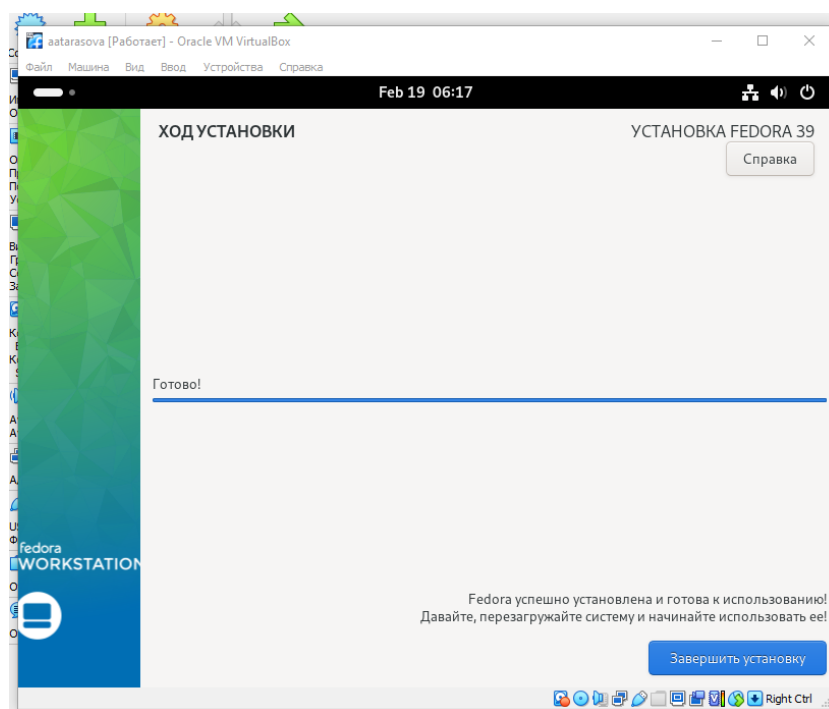 aatarasova [Работает] - Oracle VM VirtualBox
Файл Машина Вид Ввод Устройства Справка
Feb 19 06:17
ХОД УСТАНОВКИ
УСТАНОВКА FEDORA 39
Справка
Готово!
fedora
WORKSTATION
Fedora успешно установлена и готова к использованию!
Давайте, перезагружайте систему и начинайте использовать ее!
Завершить установку
Right Ctrl